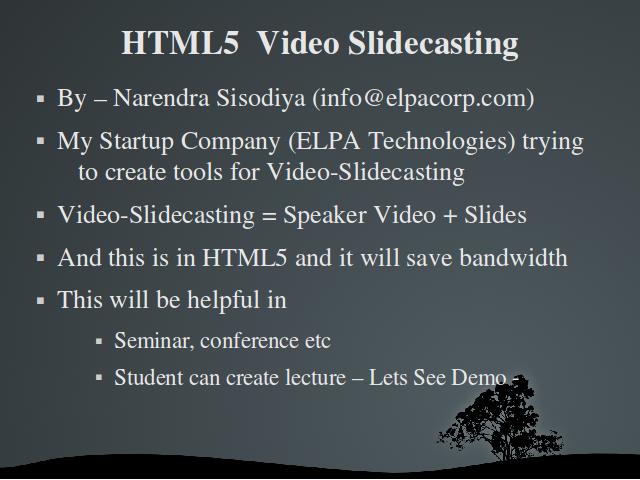 HTML5  Video Slidecasting
▪ By – Narendra Sisodiya (info@elpacorp.com)
▪ My Startup Company (ELPA Technologies) trying
to create tools for Video-Slidecasting
▪ Video-Slidecasting = Speaker Video + Slides
▪ And this is in HTML5 and it will save bandwidth
▪ This will be helpful in
▪ Seminar, conference etc
▪ Student can create lecture – Lets See Demo -